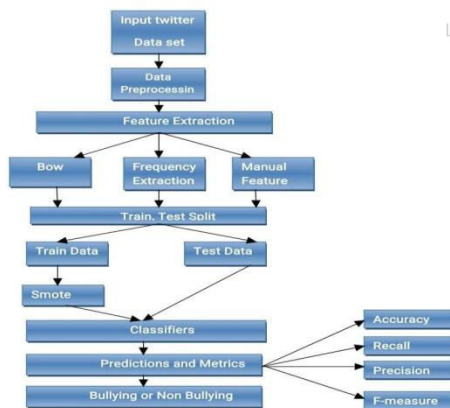 Input twitter
Data set
Data
Preprocessin
Feature Extraction
Bow
Frequency
Extraction
Manual
Feature
Train, Test Split
Train Data
Test Data
Smote
Classifiers
Predictions and Metrics
Bullying or Non Bullying
Accuracy
Recall
Precision
F-measure